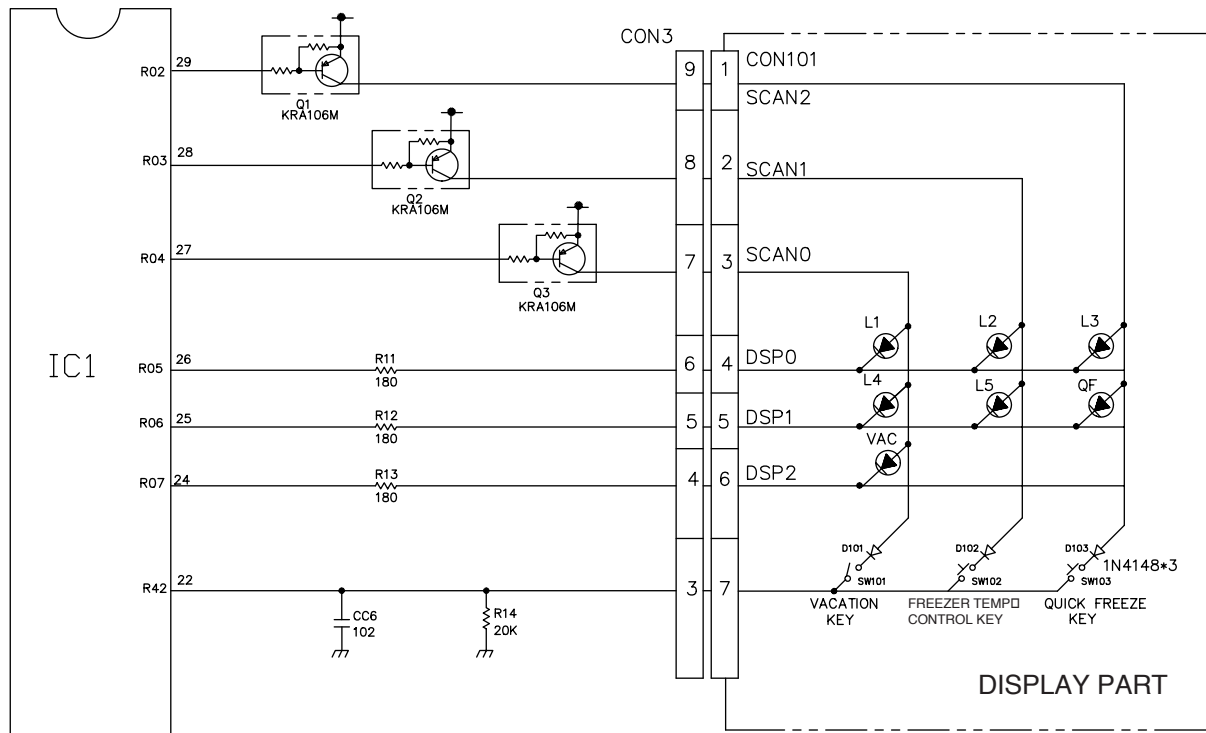 CON3
CON101
R02
29
9
1
Q1
KRA106M
SCAN2
R03
28
8
2
SCAN1
Q2
KRA106M
R04
27
7
3
SCAN0
Q3
KRA106M
L1
L2
L3
IC1
R05
26
R11
180
6
4
DSP0
L4
L5
QF
R06
25
R12
180
5
5
DSP1
VAC
R07
24
R13
180
4
6
DSP2
D101
D102
D103
1N4148*3
SW101
SW102
SW103
R42
22
3
7
VACATION
KEY
FREEZER TEMP□
CONTROL KEY
QUICK FREEZE
KEY
CC6
102
R14
20K
DISPLAY PART